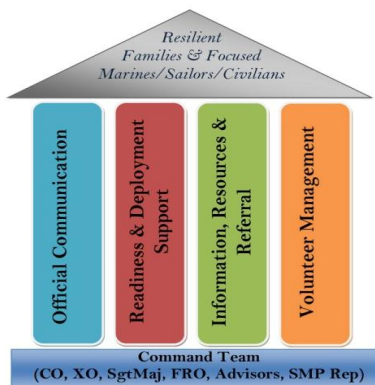 Resilient
Families & Focused
Marines/Sailors/Civilians
Official Communication
Readiness & Deployment
Support
Information, Resources &
Referral
Volunteer Management
Command Team
(CO, XO, SgtMaj, FRO, Advisors, SMP Rep)